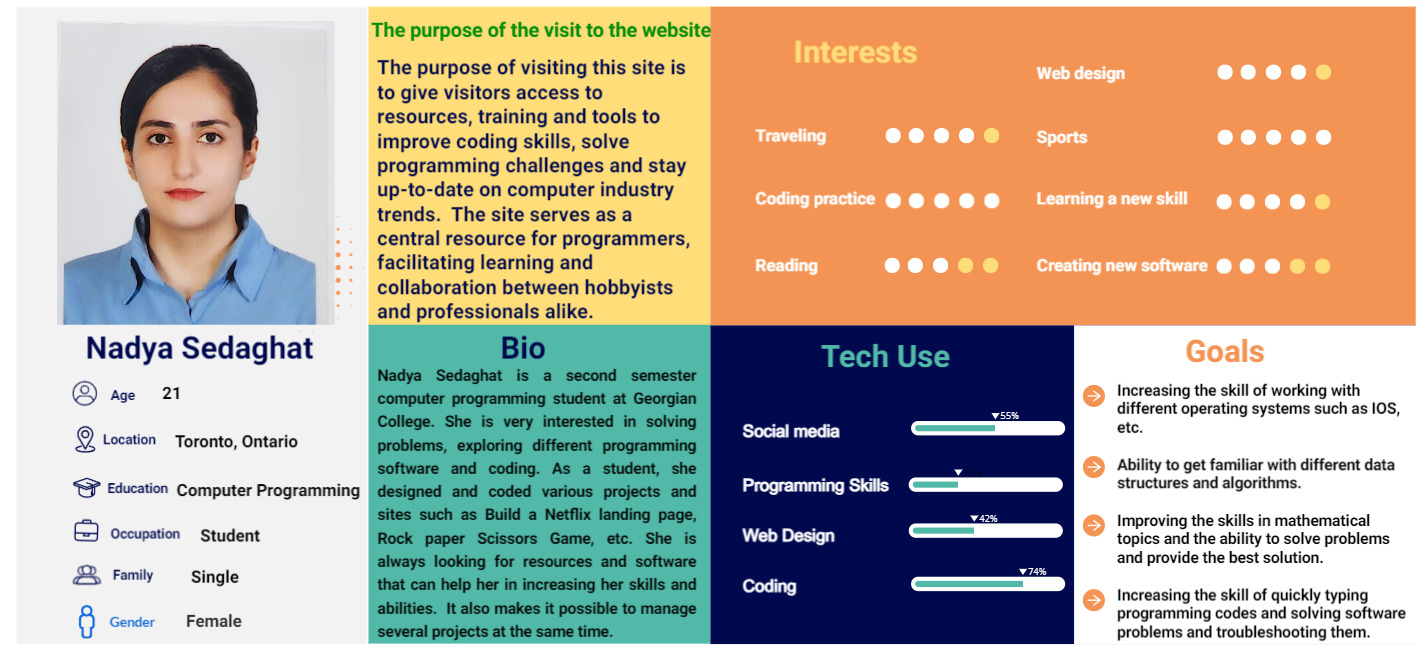 Nadya Sedaghat
Age 21
Location Toronto, Ontario
Education Computer Programming
Occupation Student
Family Single
Gender Female
The purpose of the visit to the website
The purpose of visiting this site is
to give visitors access to
resources, training and tools to
improve coding skills, solve
programming challenges and stay
up-to-date on computer industry
trends. The site serves as a
central resource for programmers,
facilitating learning and
collaboration between hobbyists
and professionals alike.
Bio
Nadya Sedaghat is a second semester
computer programming student at Georgian
College. She is very interested in solving
problems, exploring different programming
software and coding. As a student, she
designed and coded various projects and
sites such as Build a Netflix landing page,
Rock paper Scissors Game, etc. She is
always looking for resources and software
that can help her in increasing her skills and
abilities. It also makes it possible to manage
several projects at the same time.
Interests
Traveling
Coding practice
Reading
Web design
Sports
Learning a new skill
Creating new software
Tech Use
Social media 55%
Programming Skills
Web Design 42%
Coding 74%
Goals
Increasing the skill of working with
different operating systems such as IOS,
etc.
Ability to get familiar with different data
structures and algorithms.
Improving the skills in mathematical
topics and the ability to solve problems
and provide the best solution.
Increasing the skill of quickly typing
programming codes and solving software
problems and troubleshooting them.